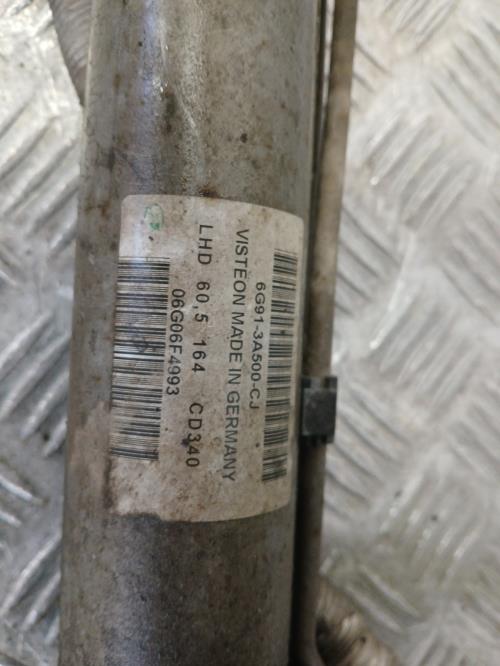 6G91-3A500-CJ
VISTEON MADE IN GERMANY
LHD 60,5 164 CD340
06G06F4993